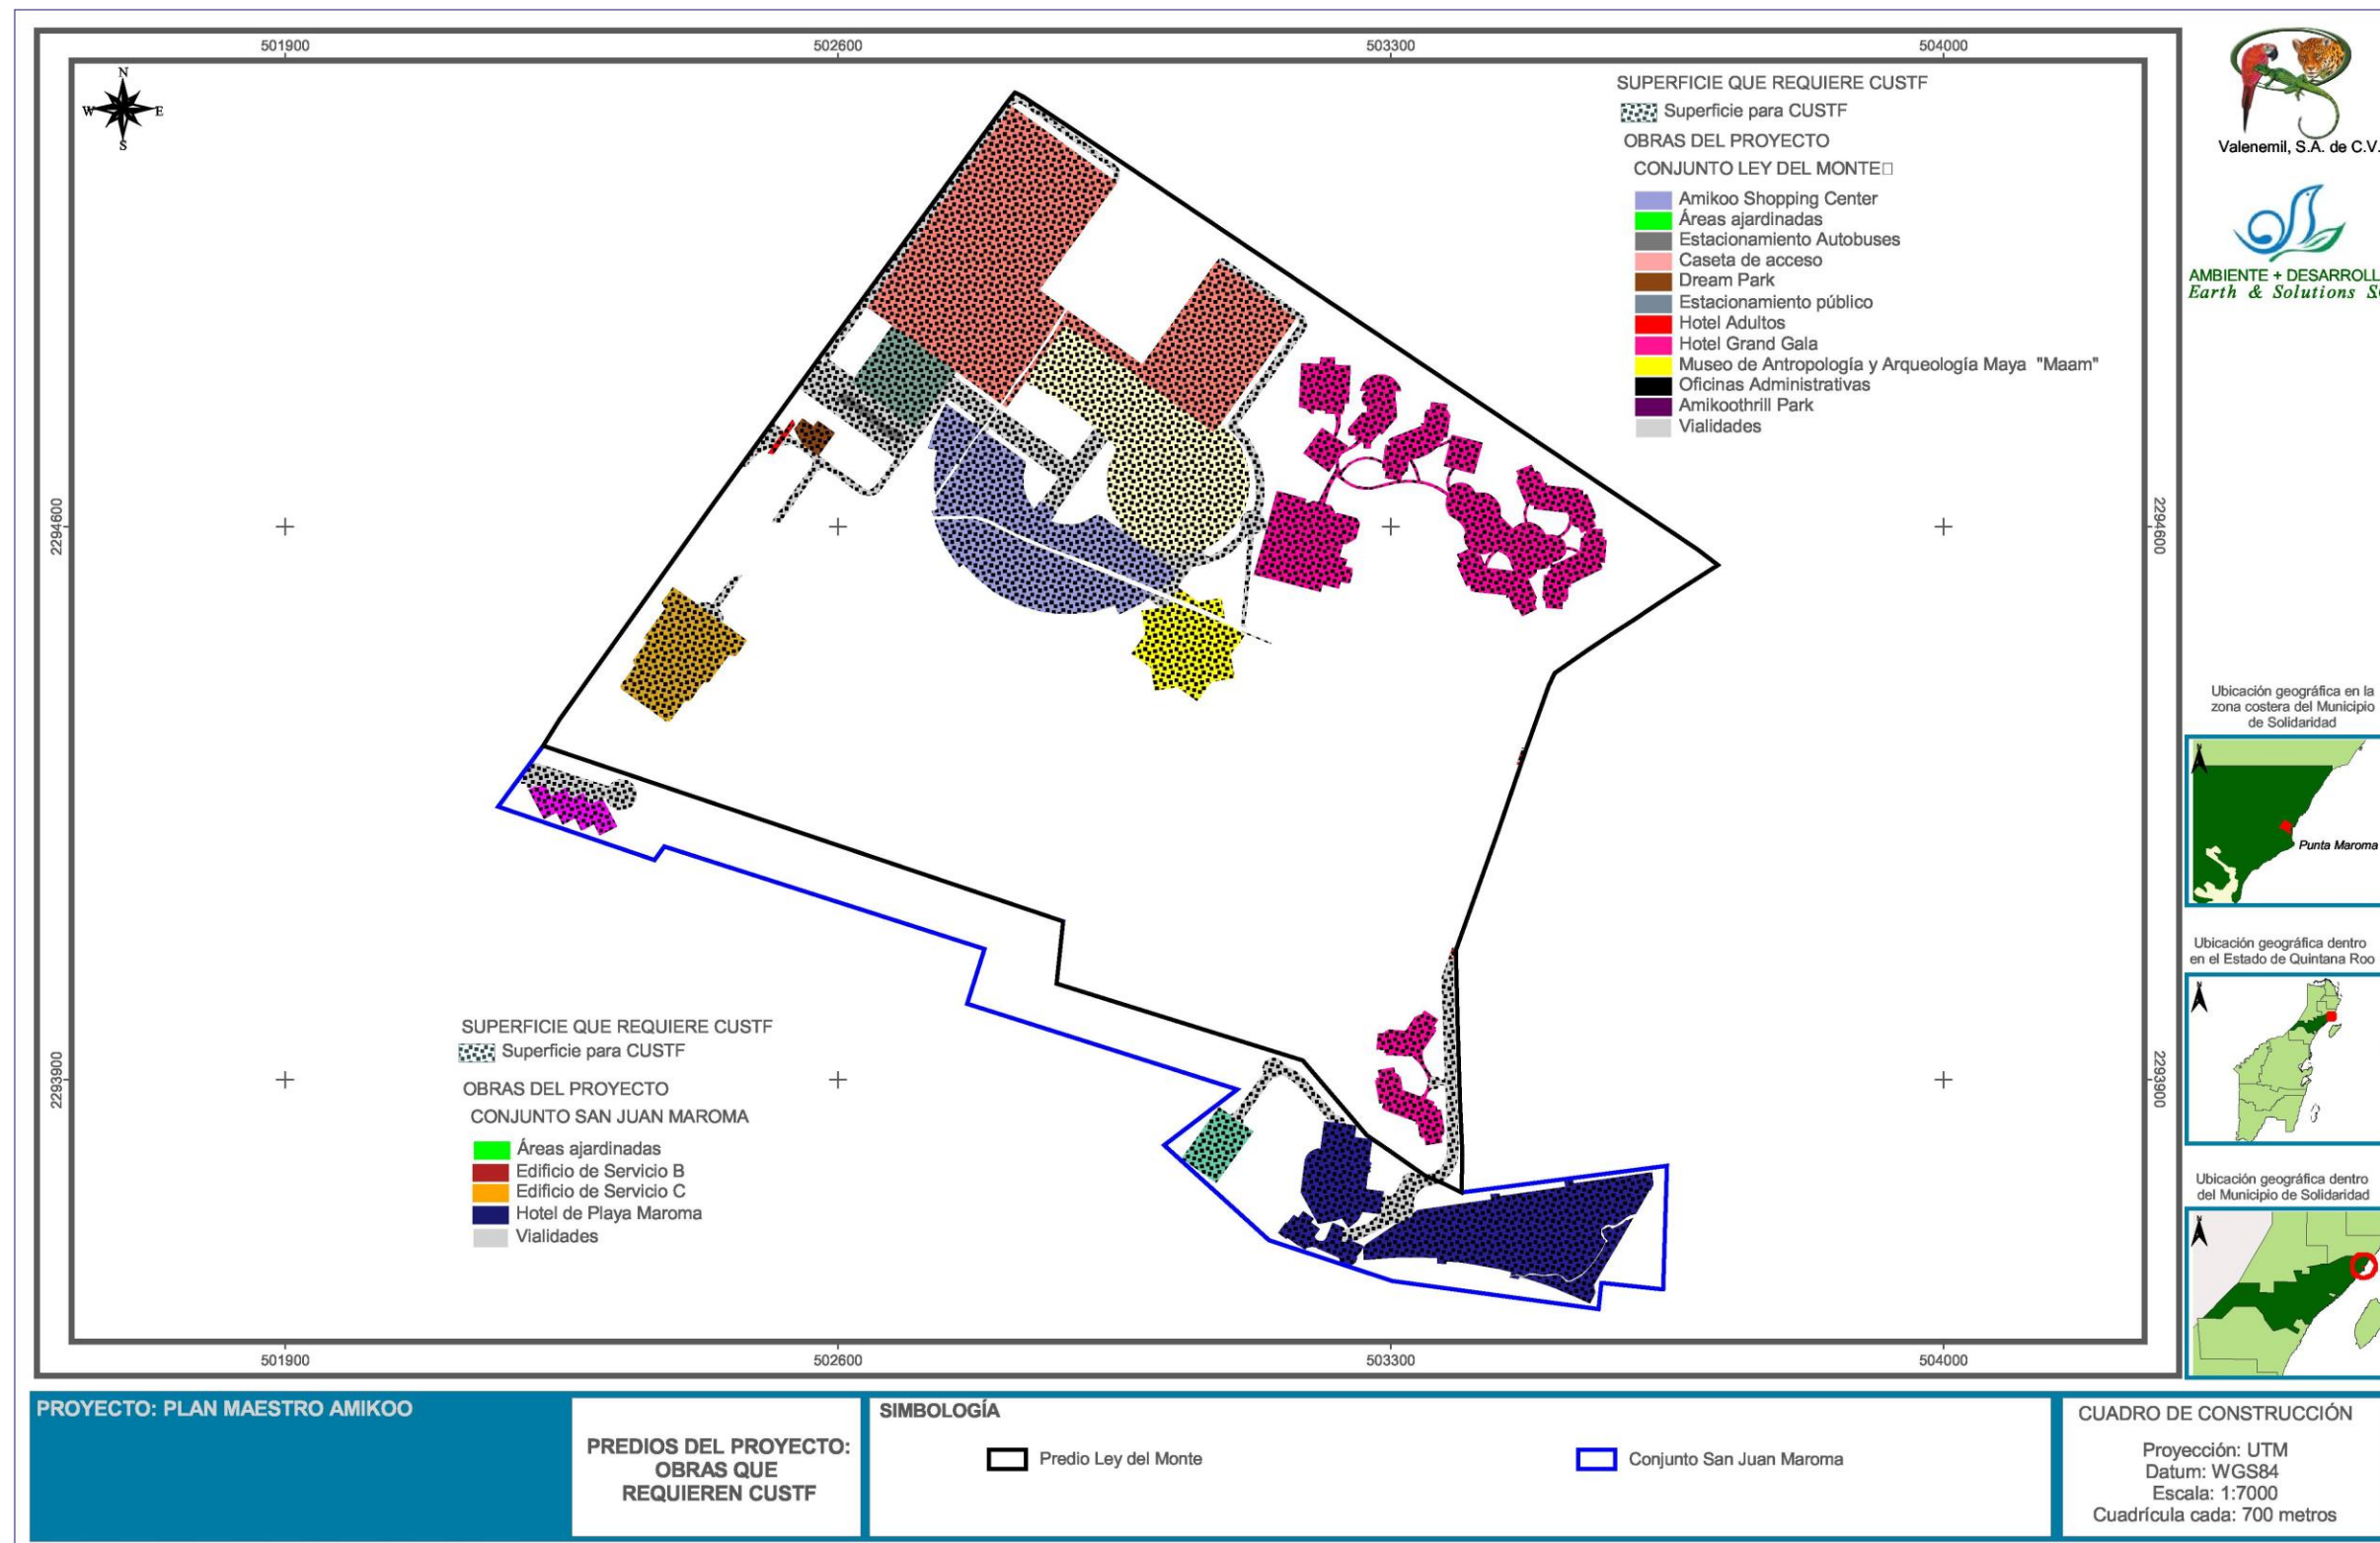 501900
502600
503300
504000
N
W
E
S
SUPERFICIE QUE REQUIERE CUSTF
Superficie para CUSTF
OBRAS DEL PROYECTO
CONJUNTO LEY DEL MONTE□
Amikoo Shopping Center
Áreas ajardinadas
Estacionamiento Autobuses
Caseta de acceso
Dream Park
Estacionamiento público
Hotel Adultos
Hotel Grand Gala
Museo de Antropología y Arqueología Maya "Maam"
Oficinas Administrativas
Amikoothrill Park
Vialidades
2294600
2294600
2293900
2293900
SUPERFICIE QUE REQUIERE CUSTF
Superficie para CUSTF
OBRAS DEL PROYECTO
CONJUNTO SAN JUAN MAROMA
Áreas ajardinadas
Edificio de Servicio B
Edificio de Servicio C
Hotel de Playa Maroma
Vialidades
501900
502600
503300
504000
Valenemil, S.A. de C.V.
AMBIENTE + DESARROLL
Earth & Solutions
Ubicación geográfica en la
zona costera del Municipio
de Solidaridad
N
Punta Maroma
Ubicación geográfica dentro
en el Estado de Quintana Roo
N
Ubicación geográfica dentro
del Municipio de Solidaridad
N
PROYECTO: PLAN MAESTRO AMIKOO
PREDIOS DEL PROYECTO:
OBRAS QUE
REQUIEREN CUSTF
SIMBOLOGÍA
Predio Ley del Monte
Conjunto San Juan Maroma
CUADRO DE CONSTRUCCIÓN
Proyección: UTM
Datum: WGS84
Escala: 1:7000
Cuadrícula cada: 700 metros